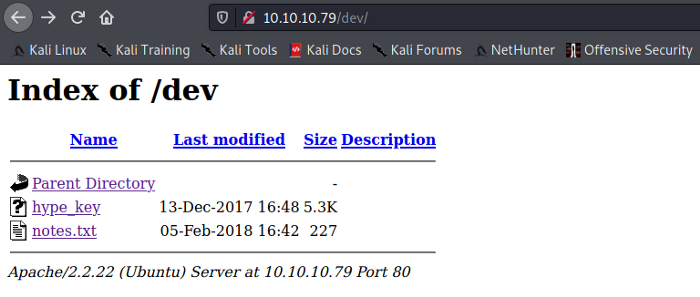 10.10.10.79/dev/
Kali Linux Kali Training Kali Tools Kali Docs Kali Forums NetHunter Offensive Security
Index of /dev
Name Last modified Size Description
Parent Directory -
hype_key 13-Dec-2017 16:48 5.3K
notes.txt 05-Feb-2018 16:42 227
Apache/2.2.22 (Ubuntu) Server at 10.10.10.79 Port 80